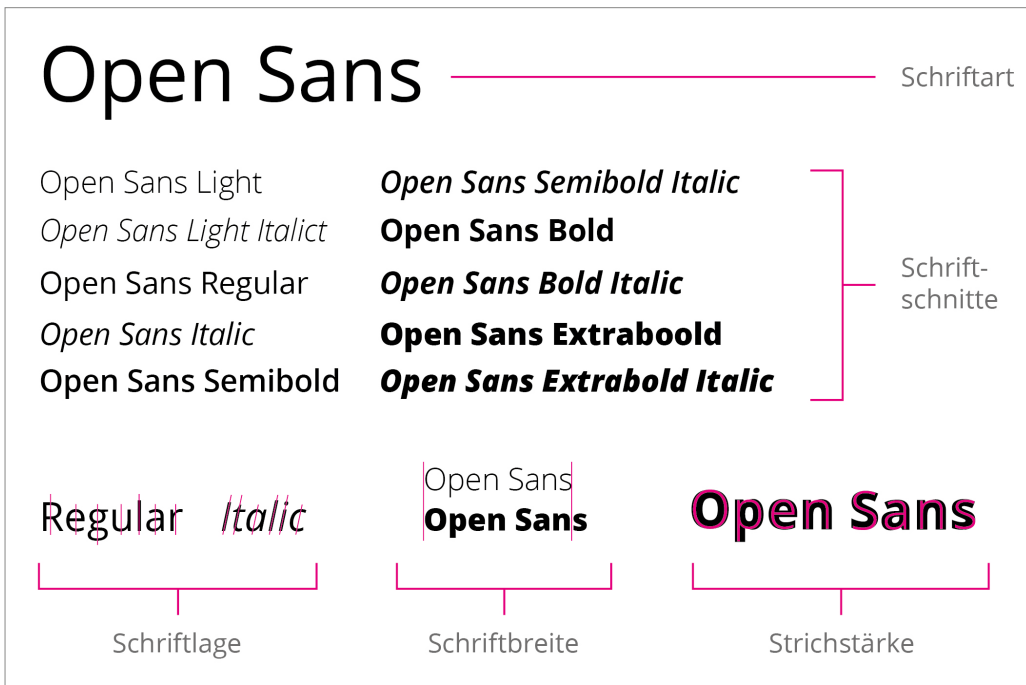 Open Sans
Schriftart
Open Sans Light
Open Sans Light Italict
Open Sans Regular
Open Sans Italic
Open Sans Semibold
Open Sans Semibold Italic
Open Sans Bold
Open Sans Bold Italic
Open Sans Extraboold
Open Sans Extrabold Italic
Schrift-
schnitte
Regular Italic
Schriftlage
Open Sans
Open Sans
Schriftbreite
Open Sans
Strichstärke